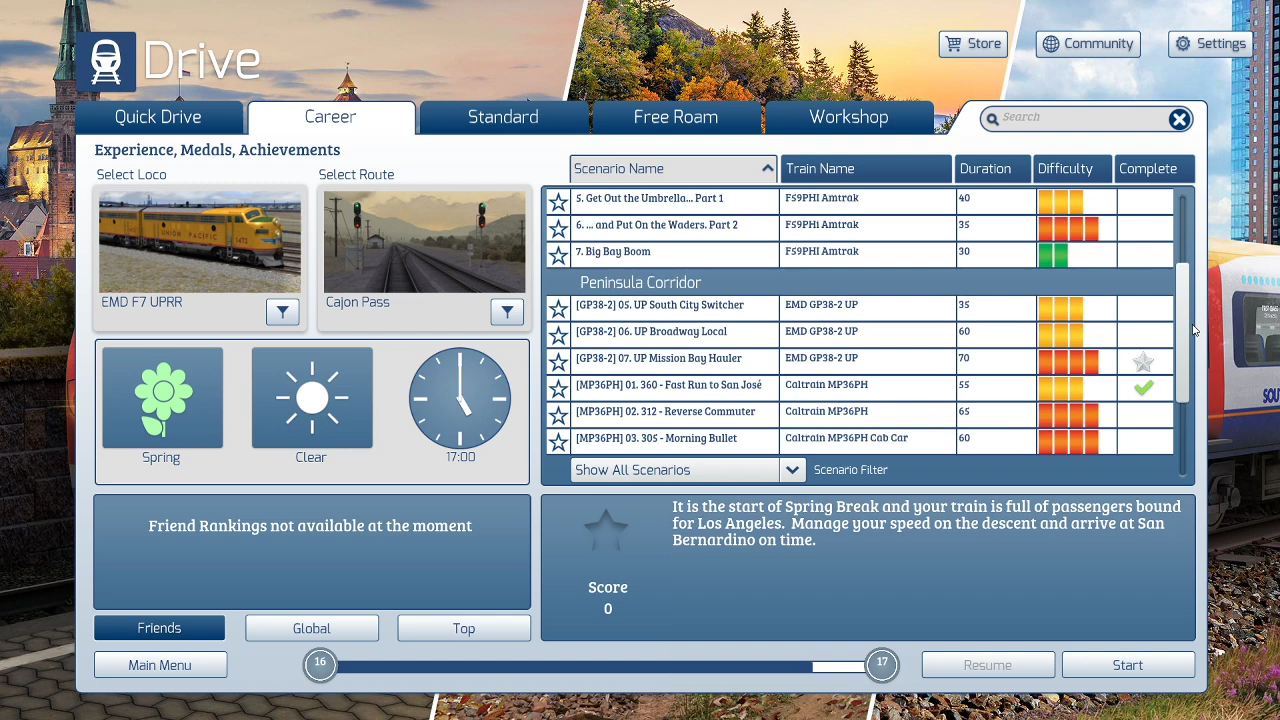 Drive
Store
Community
Settings
Quick Drive
Career
Standard
Free Roam
Workshop
Search
Experience, Medals, Achievements
Select Loco
Select Route
EMD F7 UPRR
Cajon Pass
Spring
Clear
17:00
Scenario Name
Train Name
Duration
Difficulty
Complete
5. Get Out the Umbrella... Part 1 F59PHI Amtrak 40
6. ... and Put On the Waders. Part 2 F59PHI Amtrak 35
7. Big Bay Boom F59PHI Amtrak 30
Peninsula Corridor
[GP38-2] 05. UP South City Switcher EMD GP38-2 UP 35
[GP38-2] 06. UP Broadway Local EMD GP38-2 UP 60
[GP38-2] 07. UP Mission Bay Hauler EMD GP38-2 UP 70
[MP36PH] 01. 360 - Fast Run to San José Caltrain MP36PH 55
[MP36PH] 02. 312 - Reverse Commuter Caltrain MP36PH 65
[MP36PH] 03. 305 - Morning Bullet Caltrain MP36PH Cab Car 60
Show All Scenarios
Scenario Filter
Friend Rankings not available at the moment
It is the start of Spring Break and your train is full of passengers bound
for Los Angeles. Manage your speed on the descent and arrive at San
Bernardino on time.
Score
0
Friends
Global
Top
Main Menu
16
17
Resume
Start
UNION PACIFIC
SOU